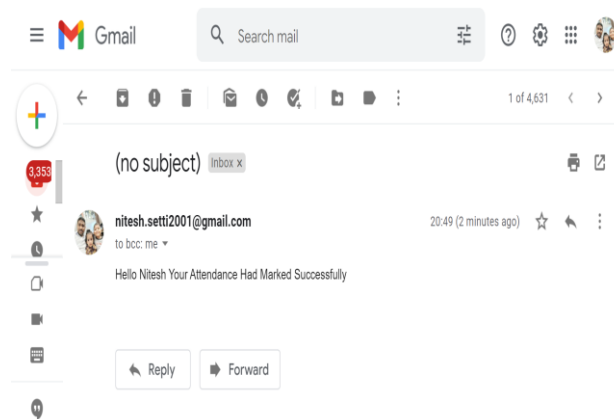 Gmail
Search mail
1 of 4,631
3,353
(no subject)
Inbox x
nitesh.setti2001@gmail.com
20:49 (2 minutes ago)
to bcc: me
Hello Nitesh Your Attendance Had Marked Successfully
Reply
Forward